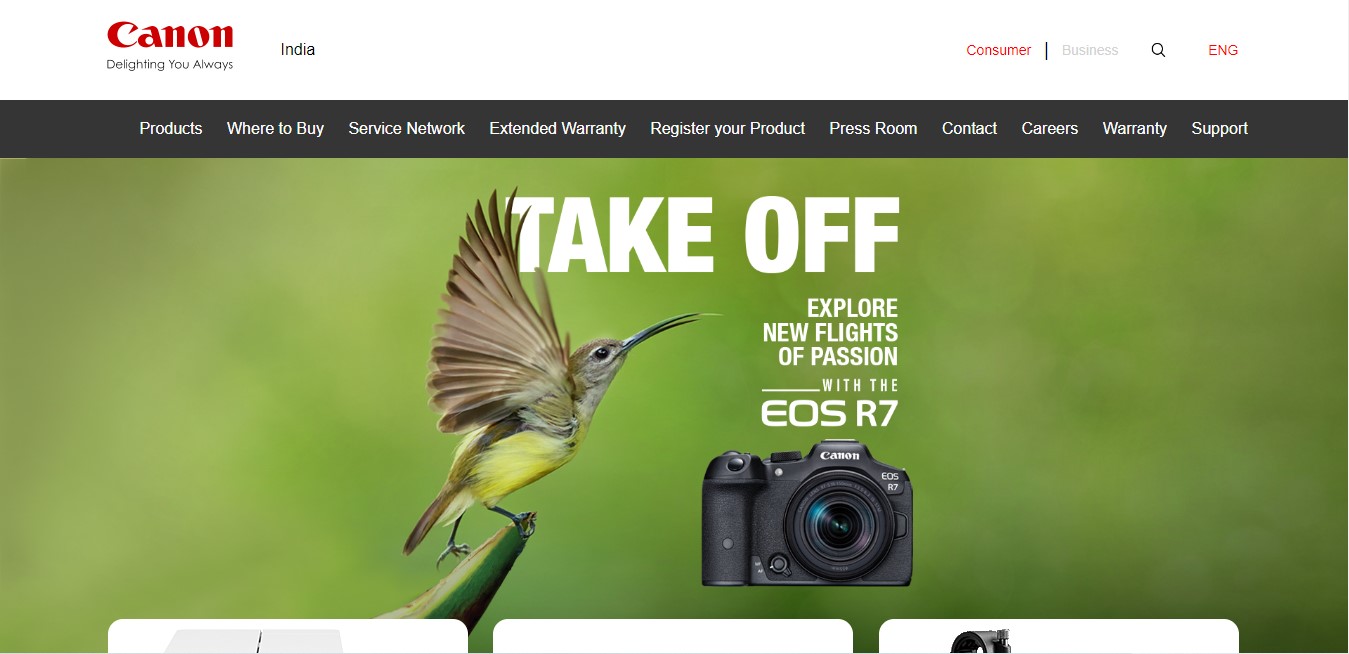 Canon
Delighting You Always
India
Consumer | Business
ENG
Products Where to Buy Service Network Extended Warranty Register your Product Press Room Contact Careers Warranty Support
TAKE OFF
EXPLORE
NEW FLIGHTS
OF PASSION
WITH THE
EOS R7
Canon
EOS
R7